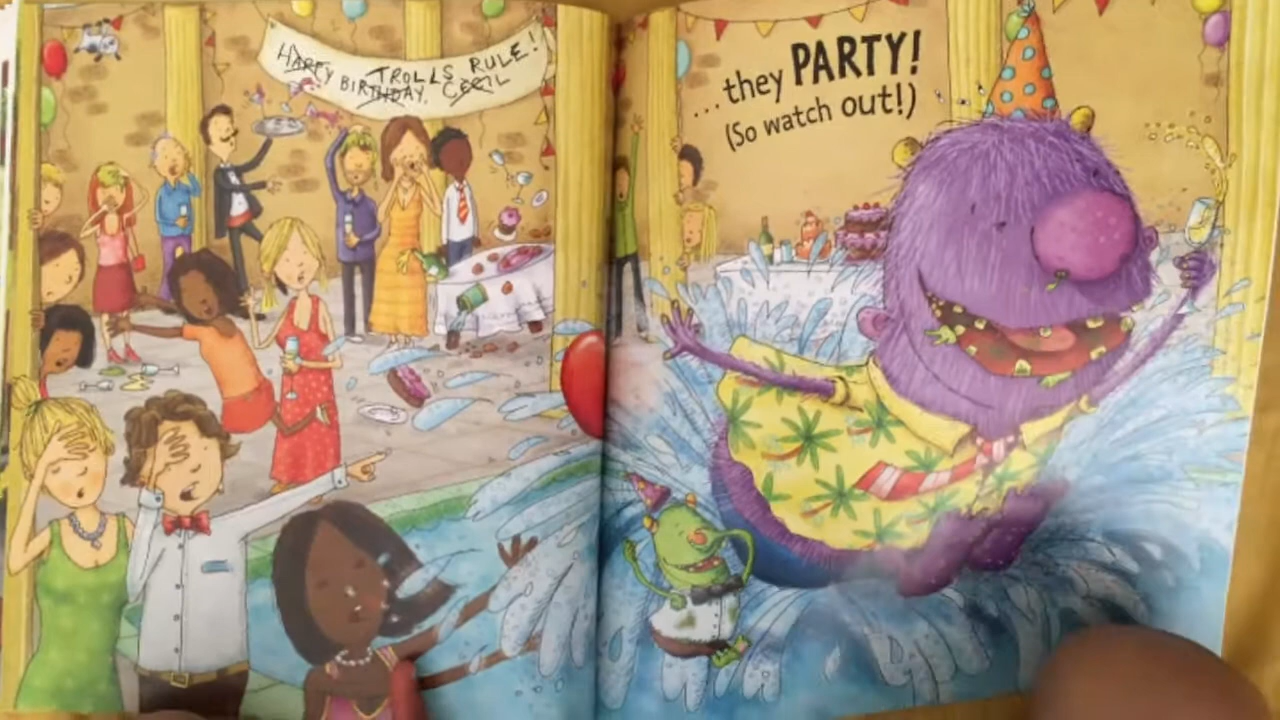 TROLLS RULE!
HAPPY BIRTHDAY, CECIL
...they PARTY!
(So watch out!)